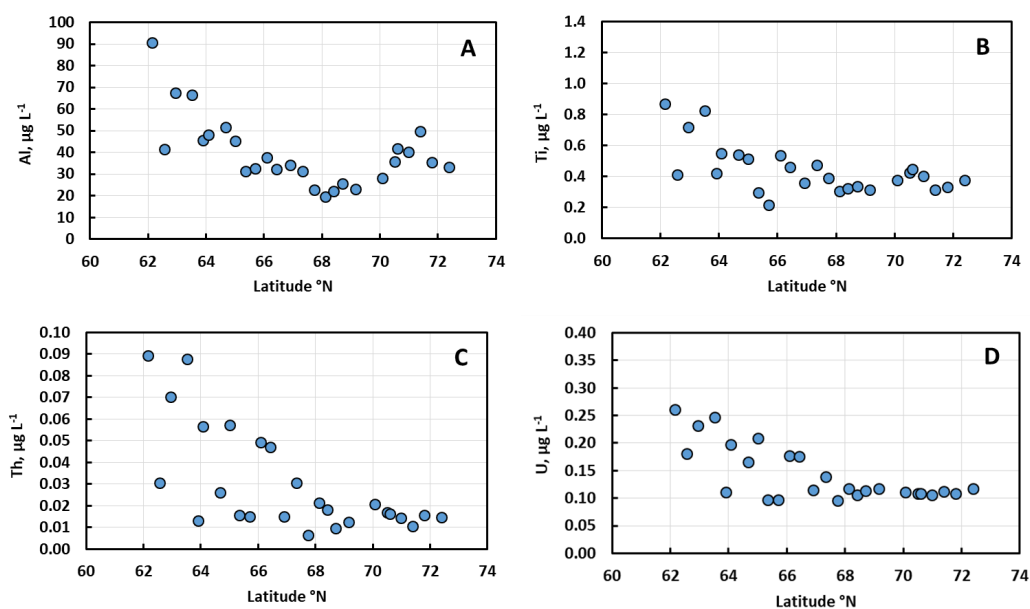 A
Al, µg L-1
100
90
80
70
60
50
40
30
20
10
0
60 62 64 66 68 70 72 74
Latitude °N
B
Ti, µg L-1
1.4
1.2
1.0
0.8
0.6
0.4
0.2
0.0
60 62 64 66 68 70 72 74
Latitude °N
C
Th, µg L-1
0.10
0.09
0.08
0.07
0.06
0.05
0.04
0.03
0.02
0.01
0.00
60 62 64 66 68 70 72 74
Latitude °N
D
U, µg L-1
0.40
0.35
0.30
0.25
0.20
0.15
0.10
0.05
0.00
60 62 64 66 68 70 72 74
Latitude °N